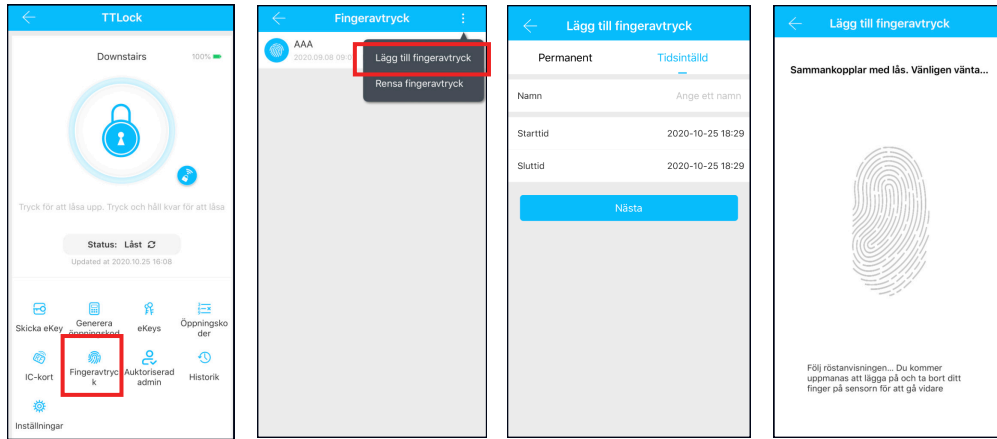 TTLock
Downstairs
100%
Tryck för att låsa upp. Tryck och håll kvar för att låsa
Status: Låst
Updated at 2020.10.25 16:08
Skicka eKey
Generera
öppningskod
eKeys
Öppningsko
der
IC-kort
Fingeravtryc
k
Auktoriserad
admin
Historik
Inställningar
Fingeravtryck
AAA
2020.09.08 09:0
Lägg till fingeravtryck
Rensa fingeravtryck
Lägg till fingeravtryck
Permanent
Tidsintälld
Namn
Ange ett namn
Starttid
2020-10-25 18:29
Sluttid
2020-10-25 18:29
Nästa
Lägg till fingeravtryck
Sammankopplar med lås. Vänligen vänta...
Följ röstanvisningen... Du kommer
uppmanas att lägga på och ta bort ditt
finger på sensorn för att gå vidare